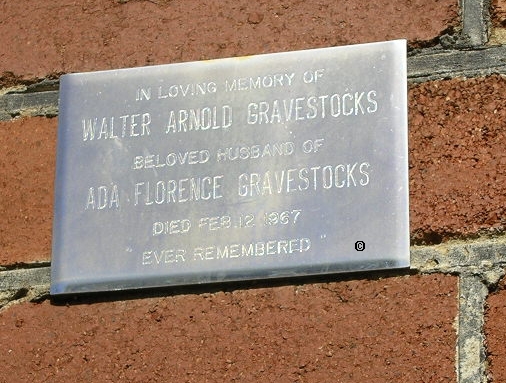 IN LOVING MEMORY OF
WALTER ARNOLD GRAVESTOCKS
BELOVED HUSBAND OF
ADA FLORENCE GRAVESTOCKS
DIED FEB. 12 1967
EVER REMEMBERED
©